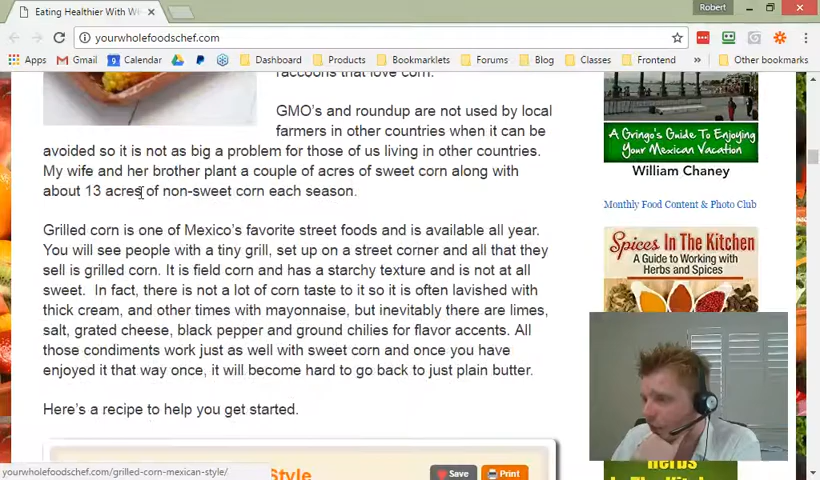 Robert
Eating Healthier With W
yourwholefoodschef.com
Apps Gmail Calendar Dashboard Products Bookmarklets Forums Blog Classes Frontend » Other bookmarks
raccoons that love corn.
GMO's and roundup are not used by local
farmers in other countries when it can be
avoided so it is not as big a problem for those of us living in other countries.
My wife and her brother plant a couple of acres of sweet corn along with
about 13 acres of non-sweet corn each season.
Grilled corn is one of Mexico's favorite street foods and is available all year.
You will see people with a tiny grill, set up on a street corner and all that they
sell is grilled corn. It is field corn and has a starchy texture and is not at all
sweet. In fact, there is not a lot of corn taste to it so it is often lavished with
thick cream, and other times with mayonnaise, but inevitably there are limes,
salt, grated cheese, black pepper and ground chilies for flavor accents. All
those condiments work just as well with sweet corn and once you have
enjoyed it that way once, it will become hard to go back to just plain butter.
Here's a recipe to help you get started.
Style
Save
Print
yourwholefoodschef.com/grilled-corn-mexican-style/
A Gringo's Guide To Enjoying
Your Mexican Vacation
William Chaney
Monthly Food Content & Photo Club
Spices In The Kitchen
A Guide to Working with
Herbs and Spices
Herbs